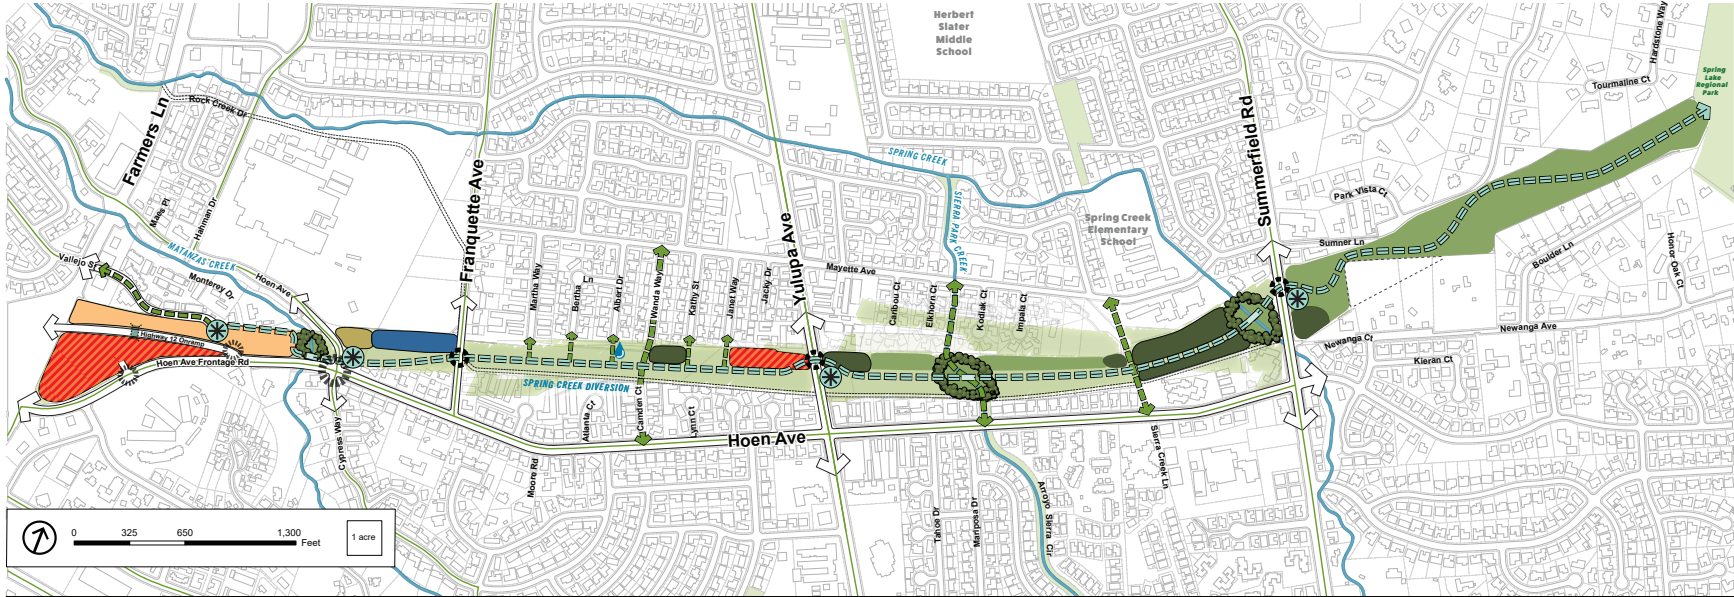 Herbert
Slater
Middle
School
Hardstone Way
Tourmaline Ct
Spring
Lake
Regional
Park
Farmers Ln
Rock Creek Dr
SPRING CREEK
SIERRA PARK CREEK
Summerfield Rd
Park Vista Ct
Maes Pl
Hahman Dr
Franquette Ave
Yulupa Ave
Spring Creek
Elementary
School
Sumner Ln
Boulder Ln
Honor Oak Ct
MATANZAS CREEK
Vallejo St
Monterey Dr
Hoen Ave
Martha Way
Bertha
Ln
Albert Dr
Wanda Way
Kathy St
Janet Way
Jacky Dr
Mayette Ave
Caribou Ct
Elkhorn Ct
Kodiak Ct
Impala Ct
Newanga Ave
Newanga Ct
Kieran Ct
Highway 12 Onramp
Hoen Ave Frontage Rd
SPRING CREEK DIVERSION
Cypress Way
Atlanta Ct
Camden Ct
Lynn Ct
Hoen Ave
Moore Rd
Tahoe Dr
Mariposa Dr
Arroyo Sierra Cir
Sierra Creek Ln
0 325 650 1,300
Feet
1 acre